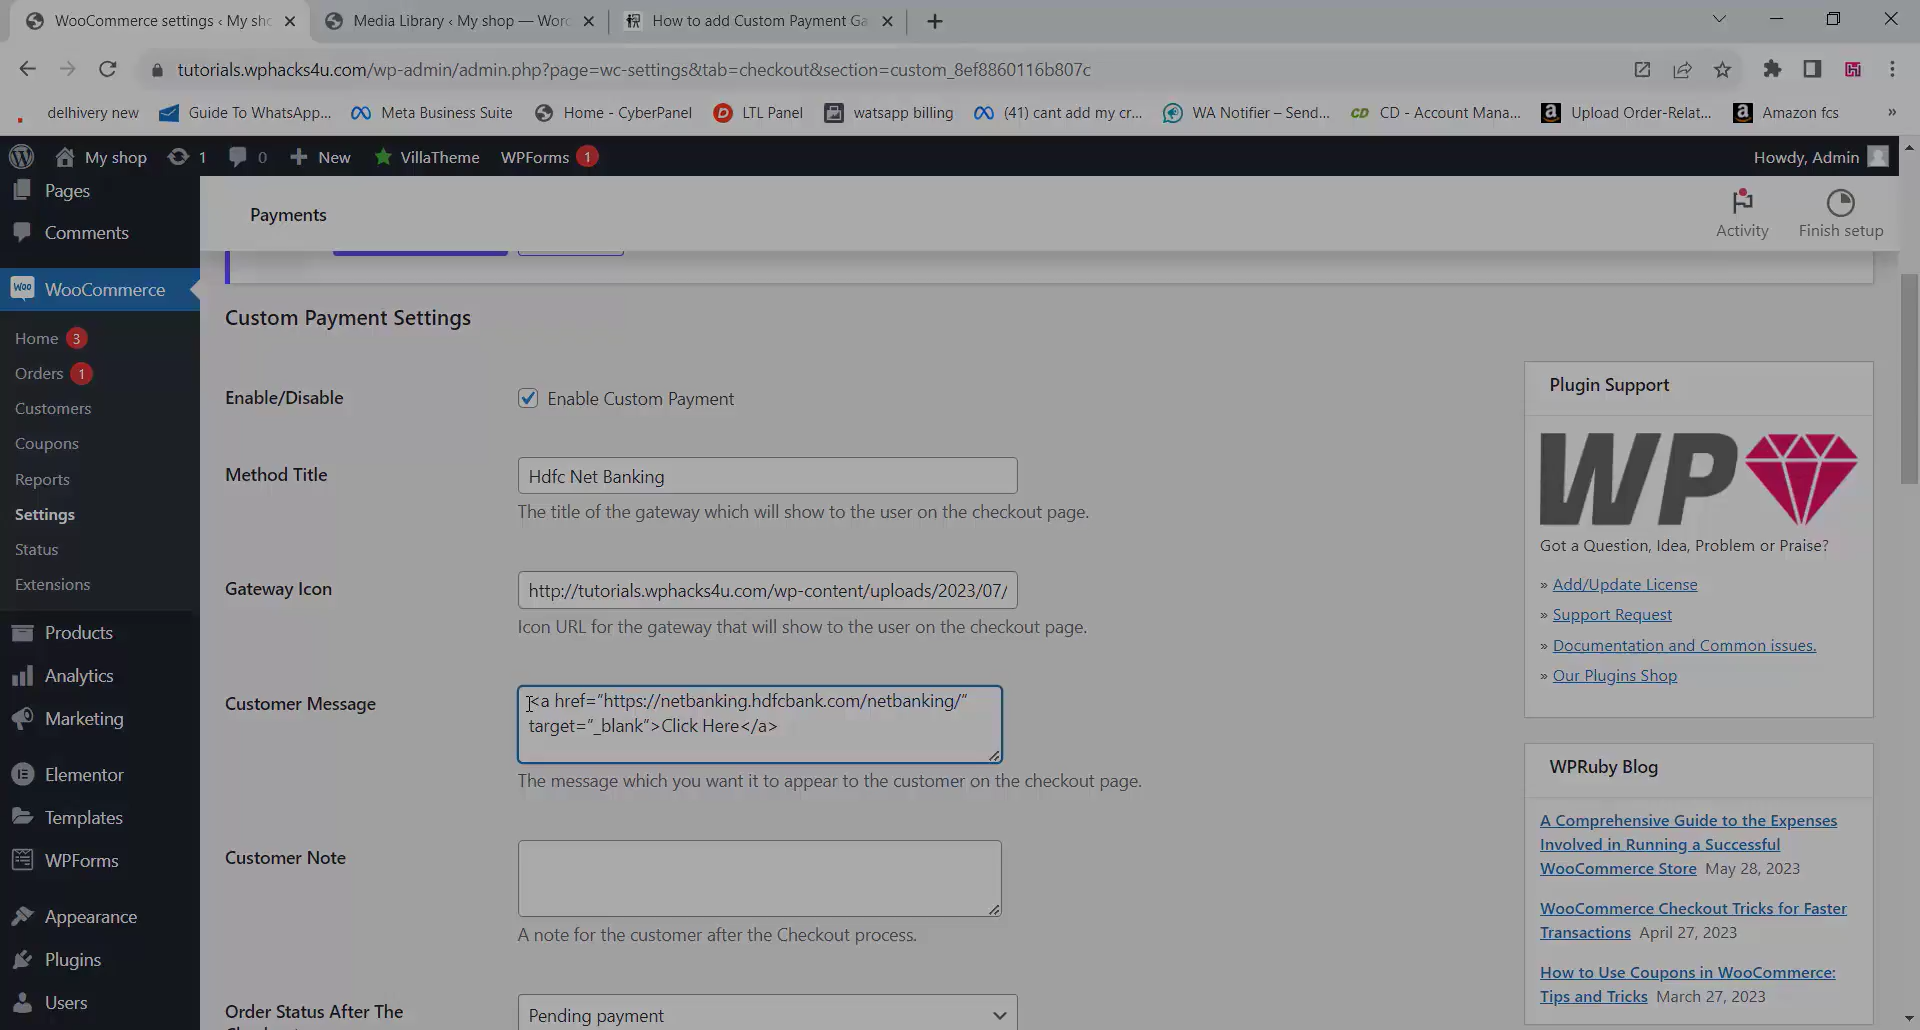 WooCommerce settings ‹ My sho
Media Library ‹ My shop — Word
How to add Custom Payment Ga
tutorials.wphacks4u.com/wp-admin/admin.php?page=wc-settings&tab=checkout&section=custom_8ef8860116b807c
delhivery new
Guide To WhatsApp...
Meta Business Suite
Home - CyberPanel
LTL Panel
watsapp billing
(41) cant add my cr...
WA Notifier – Send...
CD - Account Mana...
Upload Order-Relat...
Amazon fcs
»
My shop
1
0
New
VillaTheme
WPForms 1
Howdy, Admin
Pages
Comments
WooCommerce
Home 3
Orders 1
Customers
Coupons
Reports
Settings
Status
Extensions
Products
Analytics
Marketing
Elementor
Templates
WPForms
Appearance
Plugins
Users
Payments
Activity
Finish setup
Custom Payment Settings
Enable/Disable
Enable Custom Payment
Method Title
Hdfc Net Banking
The title of the gateway which will show to the user on the checkout page.
Gateway Icon
http://tutorials.wphacks4u.com/wp-content/uploads/2023/07/
Icon URL for the gateway that will show to the user on the checkout page.
Customer Message
<a href="https://netbanking.hdfcbank.com/netbanking/"
target="_blank">Click Here</a>
The message which you want it to appear to the customer on the checkout page.
Customer Note
A note for the customer after the Checkout process.
Order Status After The
Pending payment
Plugin Support
WP
Got a Question, Idea, Problem or Praise?
» Add/Update License
» Support Request
» Documentation and Common issues.
» Our Plugins Shop
WPRuby Blog
A Comprehensive Guide to the Expenses
Involved in Running a Successful
WooCommerce Store May 28, 2023
WooCommerce Checkout Tricks for Faster
Transactions April 27, 2023
How to Use Coupons in WooCommerce:
Tips and Tricks March 27, 2023